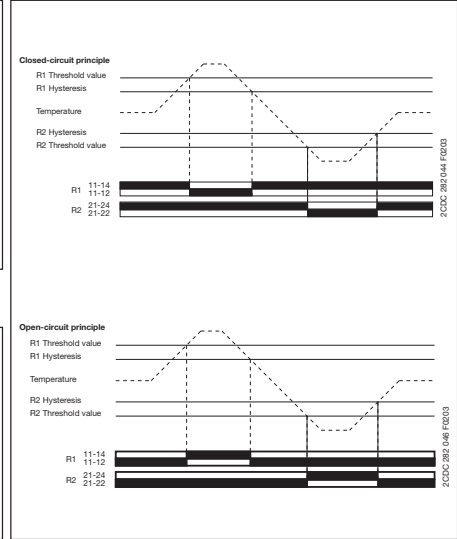 Closed-circuit principle
R1 Threshold value
R1 Hysteresis
Temperature
R2 Hysteresis
R2 Threshold value
R1 11-14
11-12
R2 21-24
21-22
2CDC 282 044 F0203
Open-circuit principle
R1 Threshold value
R1 Hysteresis
Temperature
R2 Hysteresis
R2 Threshold value
R1 11-14
11-12
R2 21-24
21-22
2CDC 282 046 F0203